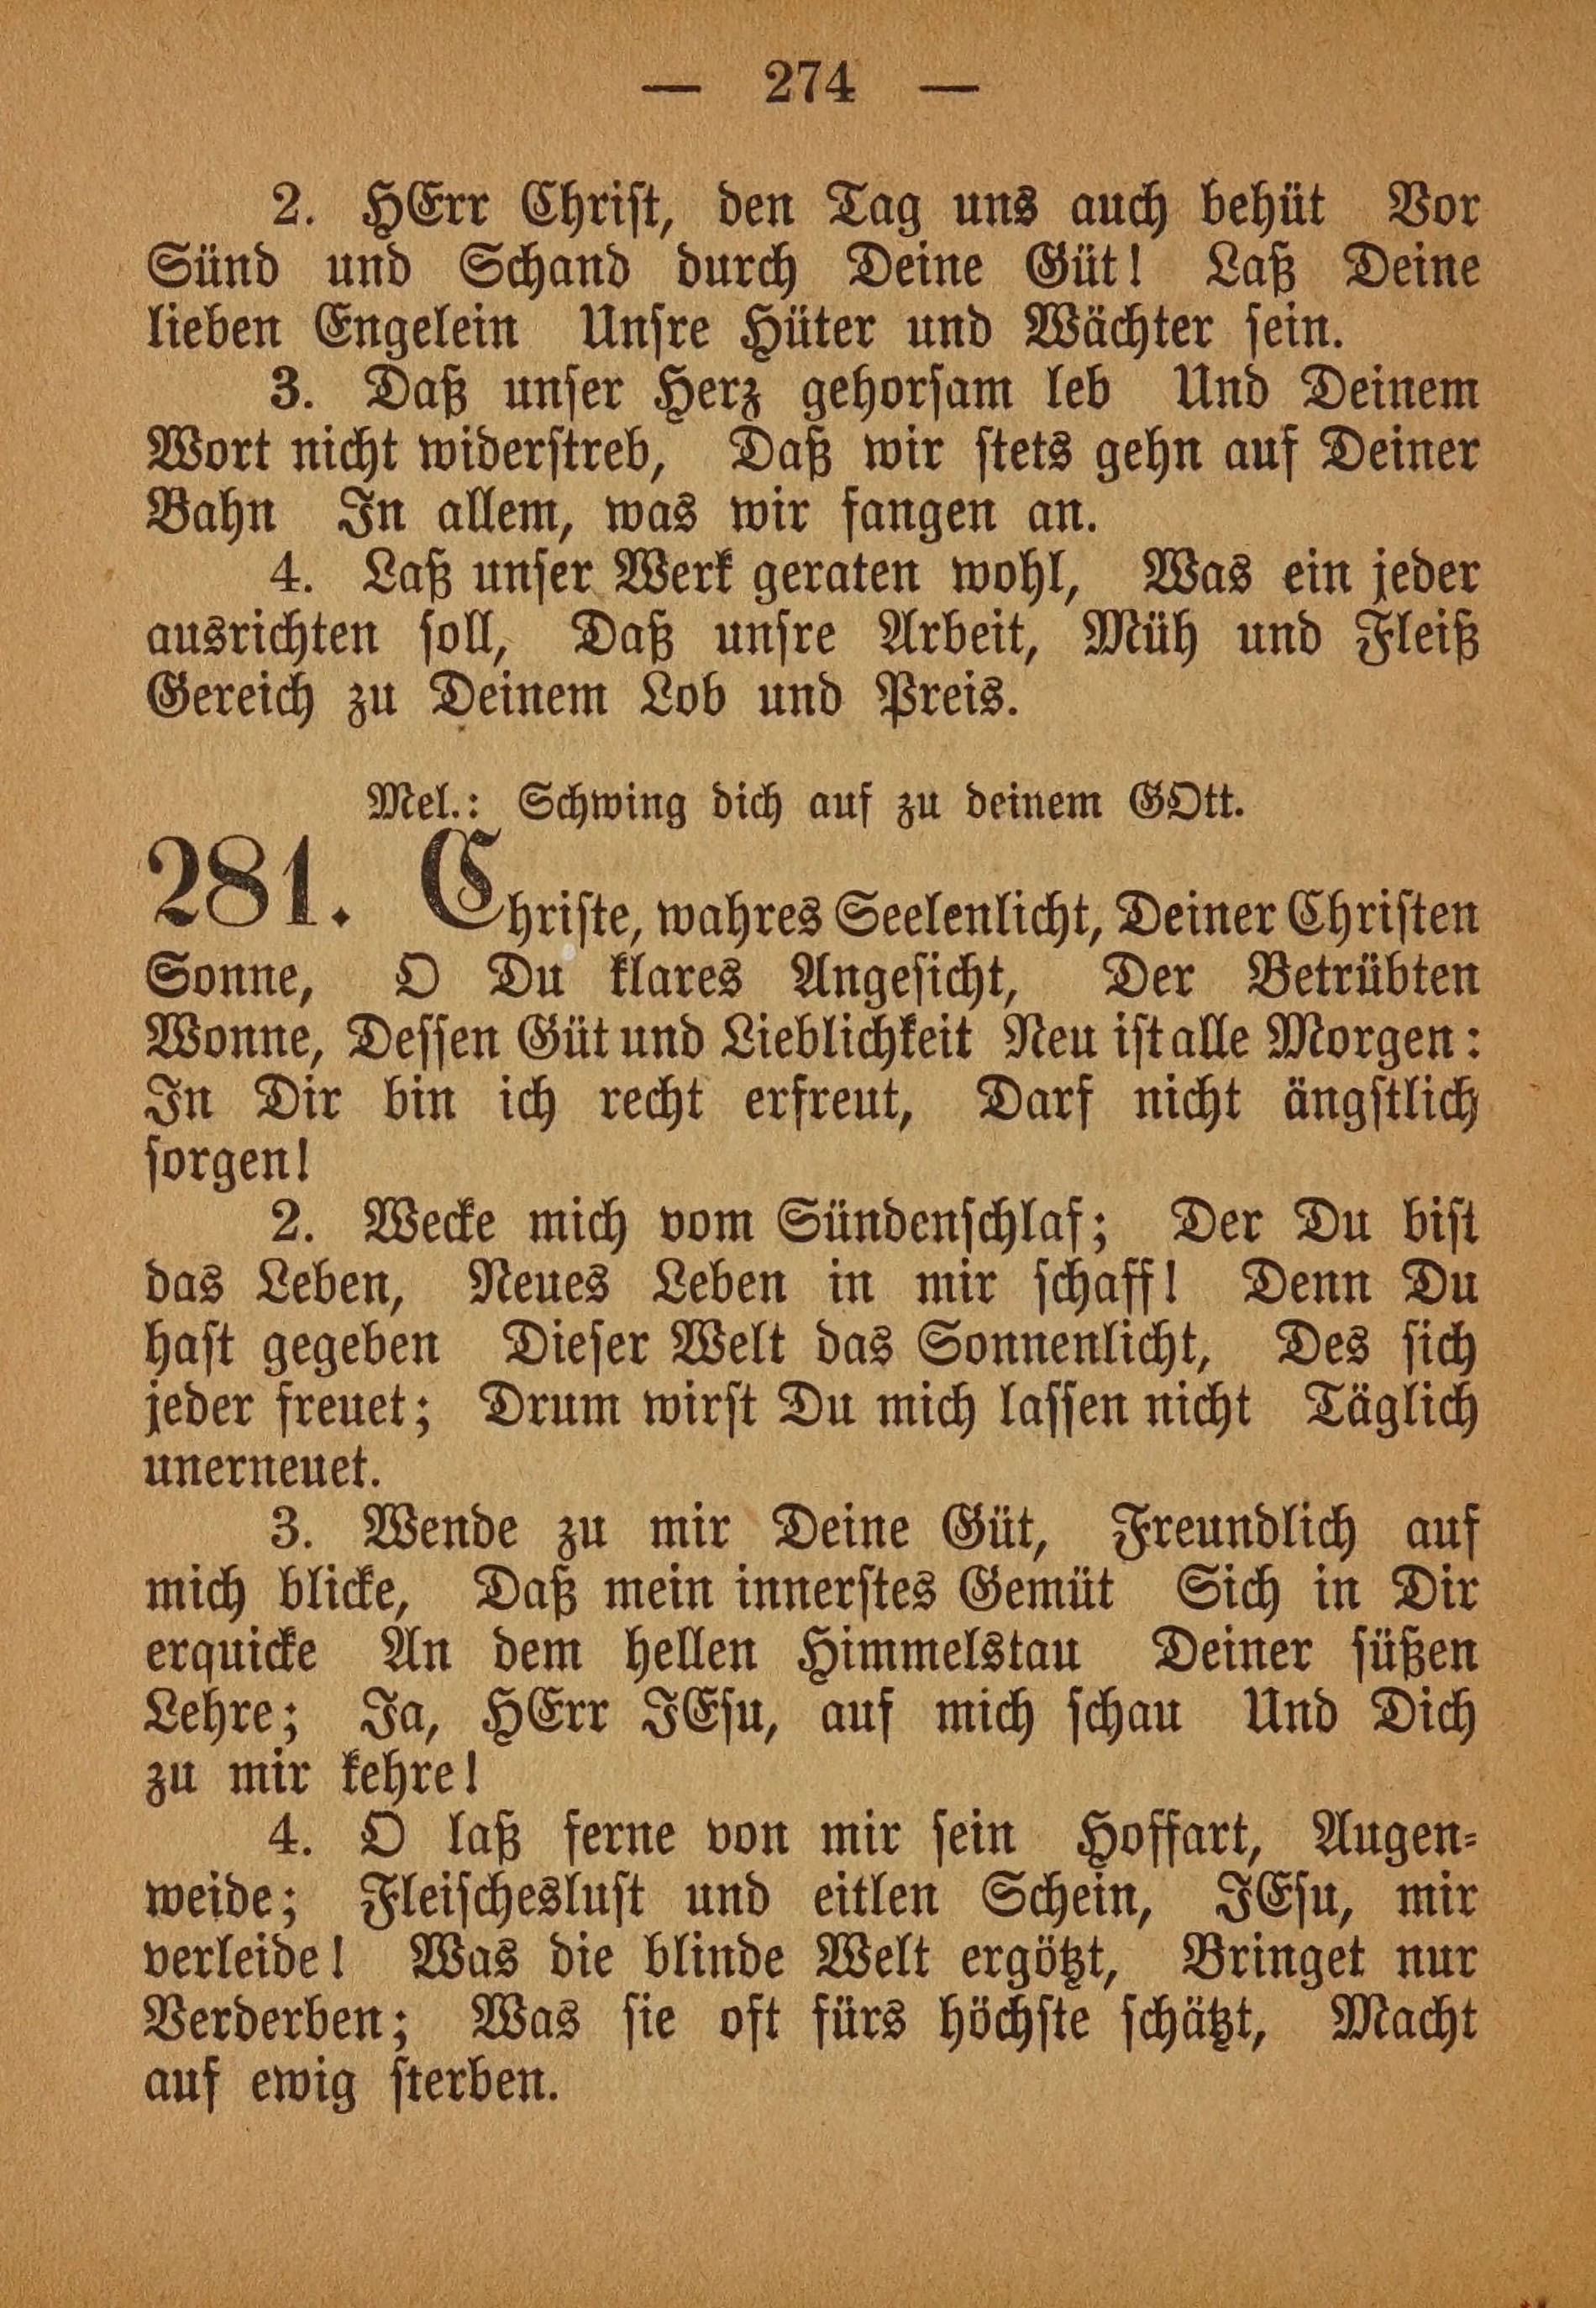 — 274 —
2. HErr Christ, den Tag uns auch behüt Vor
Sünd und Schand durch Deine Güt! Laß Deine
lieben Engelein Unsre Hüter und Wächter sein.
3. Daß unser Herz gehorsam leb Und Deinem
Wort nicht widerstreb, Daß wir stets gehn auf Deiner
Bahn In allem, was wir fangen an.
4. Laß unser Werk geraten wohl, Was ein jeder
ausrichten soll, Daß unsre Arbeit, Müh und Fleiß
Gereich zu Deinem Lob und Preis.
Mel.: Schwing dich auf zu deinem GOtt.
281. Christe, wahres Seelenlicht, Deiner Christen
Sonne, O Du klares Angesicht, Der Betrübten
Wonne, Dessen Güt und Lieblichkeit Neu ist alle Morgen:
In Dir bin ich recht erfreut, Darf nicht ängstlich
sorgen!
2. Wecke mich vom Sündenschlaf; Der Du bist
das Leben, Neues Leben in mir schaff! Denn Du
hast gegeben Dieser Welt das Sonnenlicht, Des sich
jeder freuet; Drum wirst Du mich lassen nicht Täglich
unerneuet.
3. Wende zu mir Deine Güt, Freundlich auf
mich blicke, Daß mein innerstes Gemüt Sich in Dir
erquicke An dem hellen Himmelstau Deiner süßen
Lehre; Ja, HErr JEsu, auf mich schau Und Dich
zu mir kehre!
4. O laß ferne von mir sein Hoffart, Augen-
weide; Fleischeslust und eitlen Schein, JEsu, mir
verleide! Was die blinde Welt ergötzt, Bringet nur
Verderben; Was sie oft fürs höchste schätzt, Macht
auf ewig sterben.